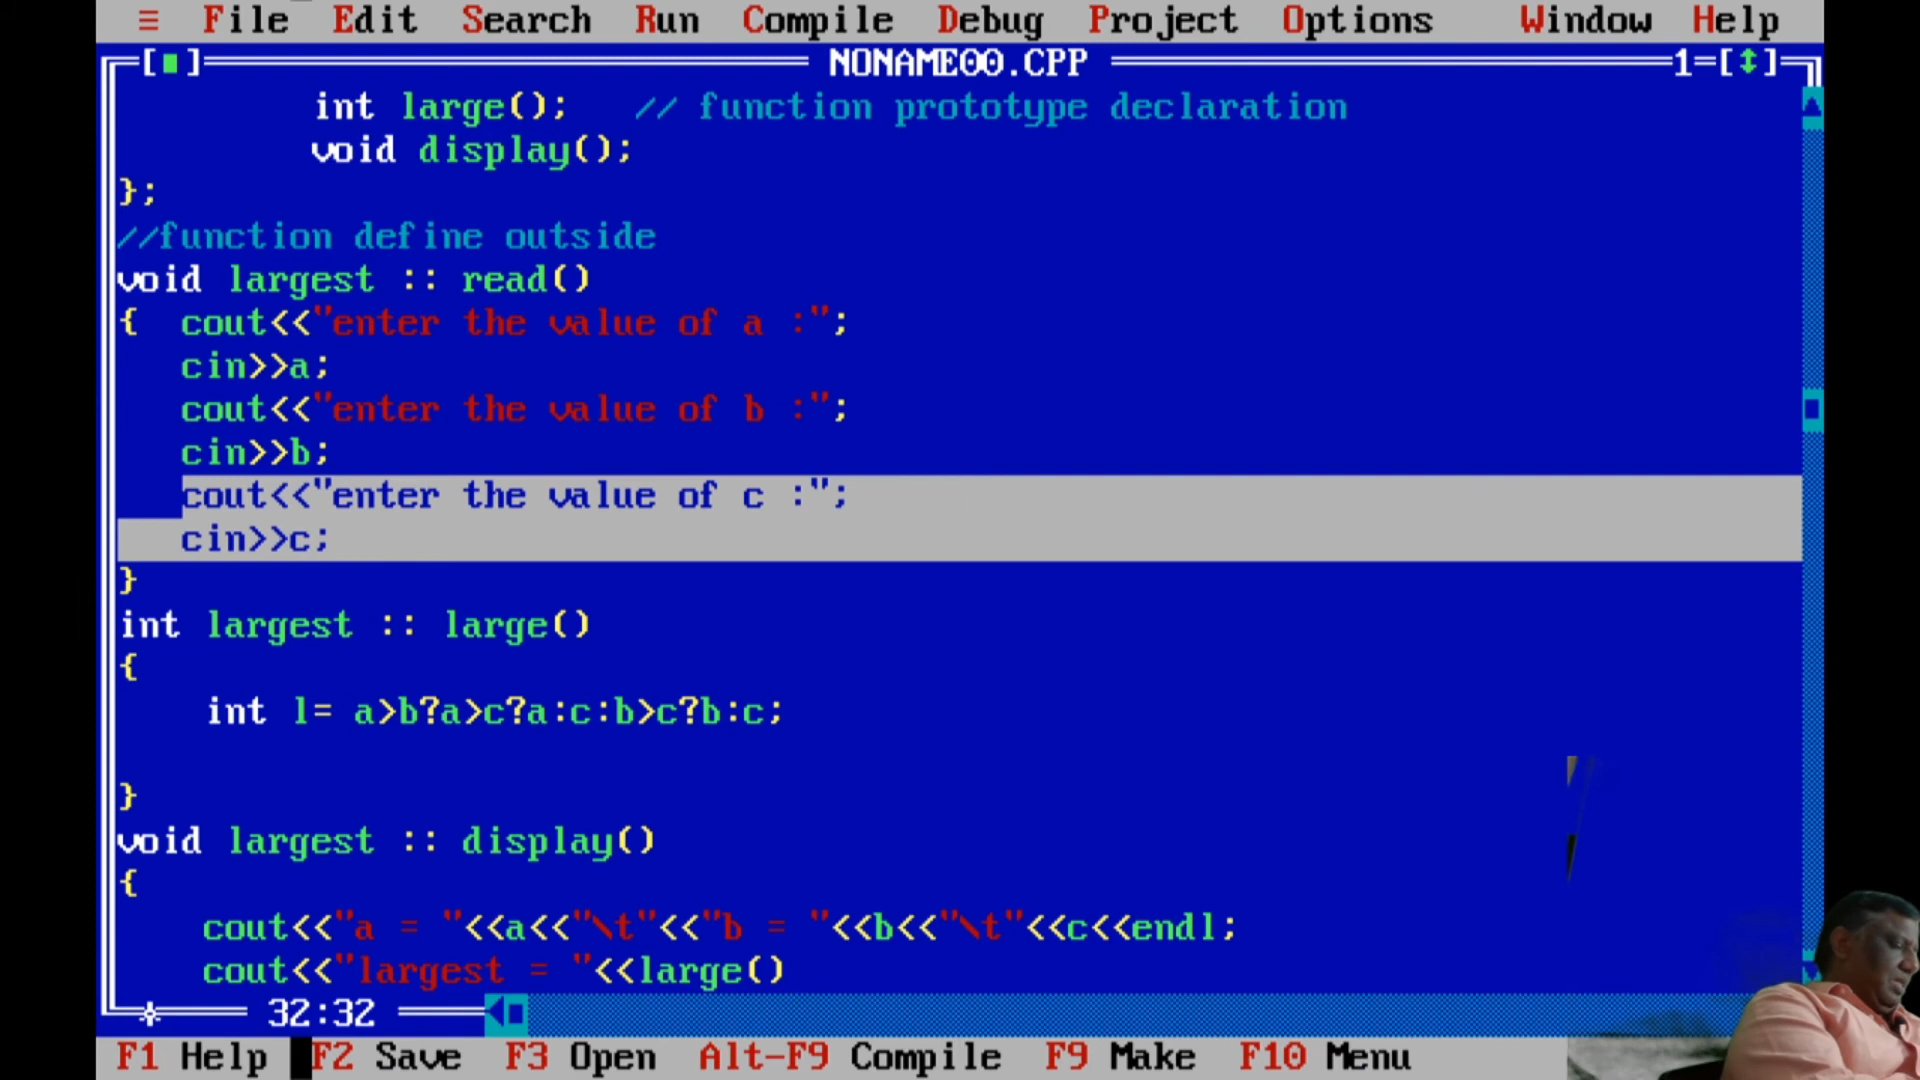 ≡ File Edit Search Run Compile Debug Project Options Window Help
[■] NONAME00.CPP 1=[↕]
int large();   // function prototype declaration
void display();
};
//function define outside
void largest :: read()
{  cout<<"enter the value of a :";
cin>>a;
cout<<"enter the value of b :";
cin>>b;
cout<<"enter the value of c :";
cin>>c;
}
int largest :: large()
{
int l= a>b?a>c?a:c:b>c?b:c;
}
void largest :: display()
{
cout<<"a = "<<a<<"\t"<<"b = "<<b<<"\t"<<c<<endl;
cout<<"largest = "<<large()
32:32
F1 Help F2 Save F3 Open Alt-F9 Compile F9 Make F10 Menu